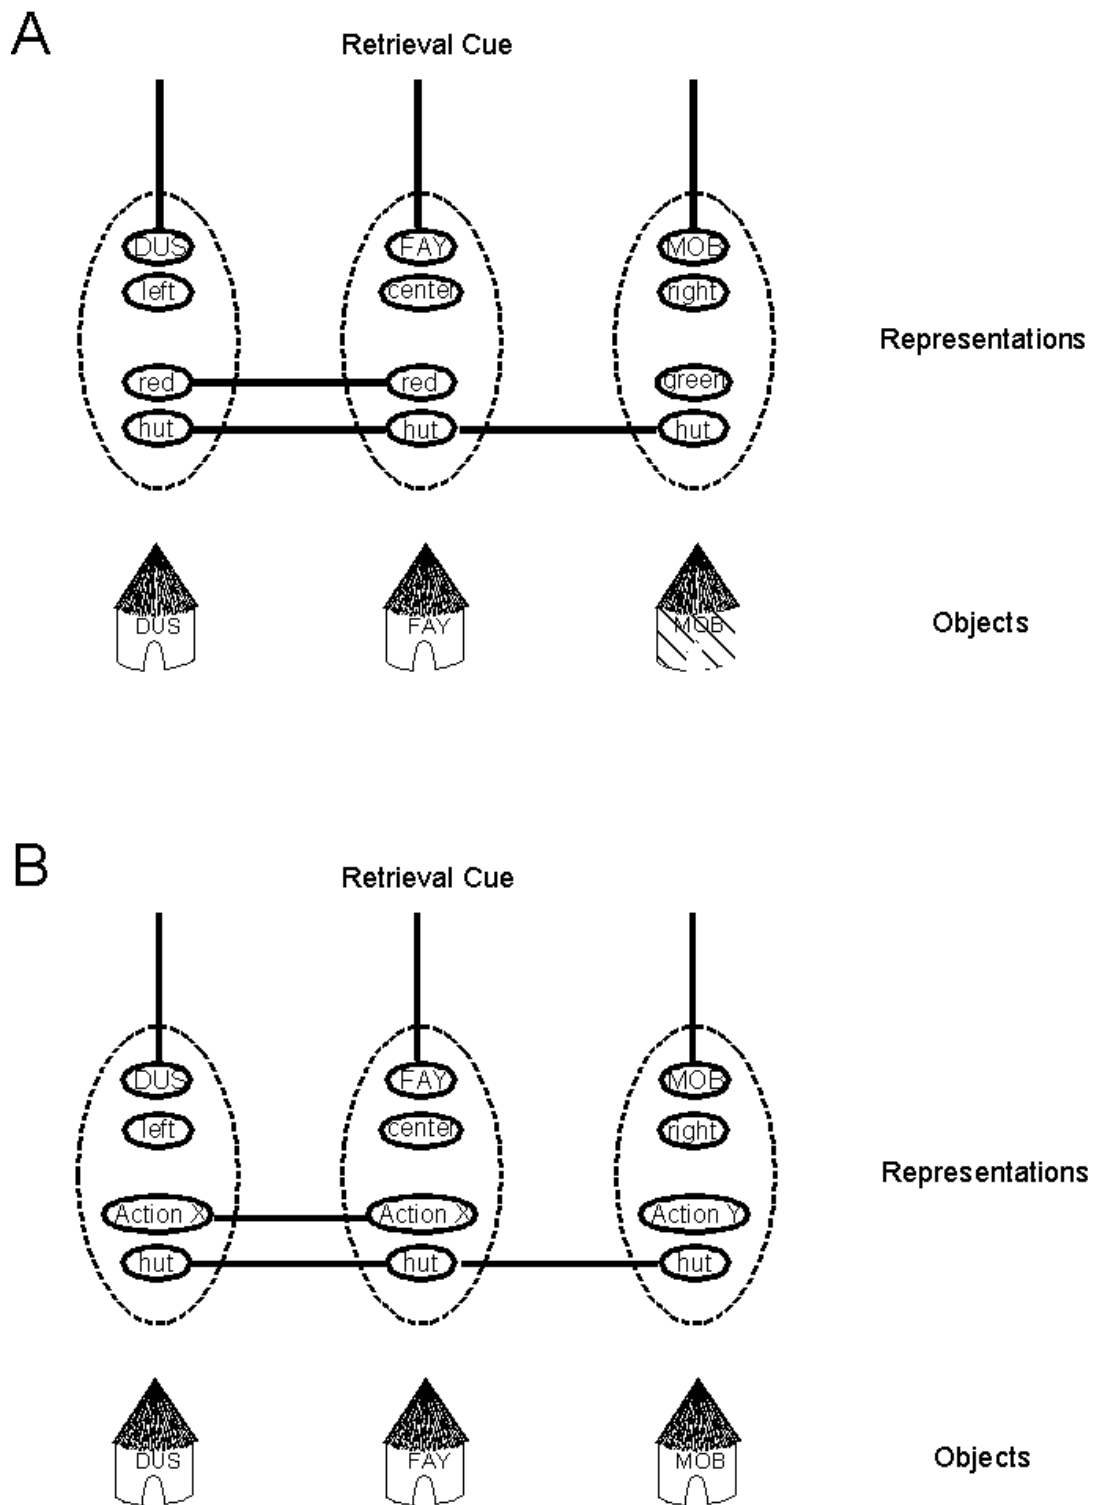 A
Retrieval Cue
DUS FAY MOB
left center right
Representations
red red green
hut hut hut
DUS FAY MOB
Objects
B
Retrieval Cue
DUS FAY MOB
left center right
Representations
Action X Action X Action Y
hut hut hut
DUS FAY MOB
Objects